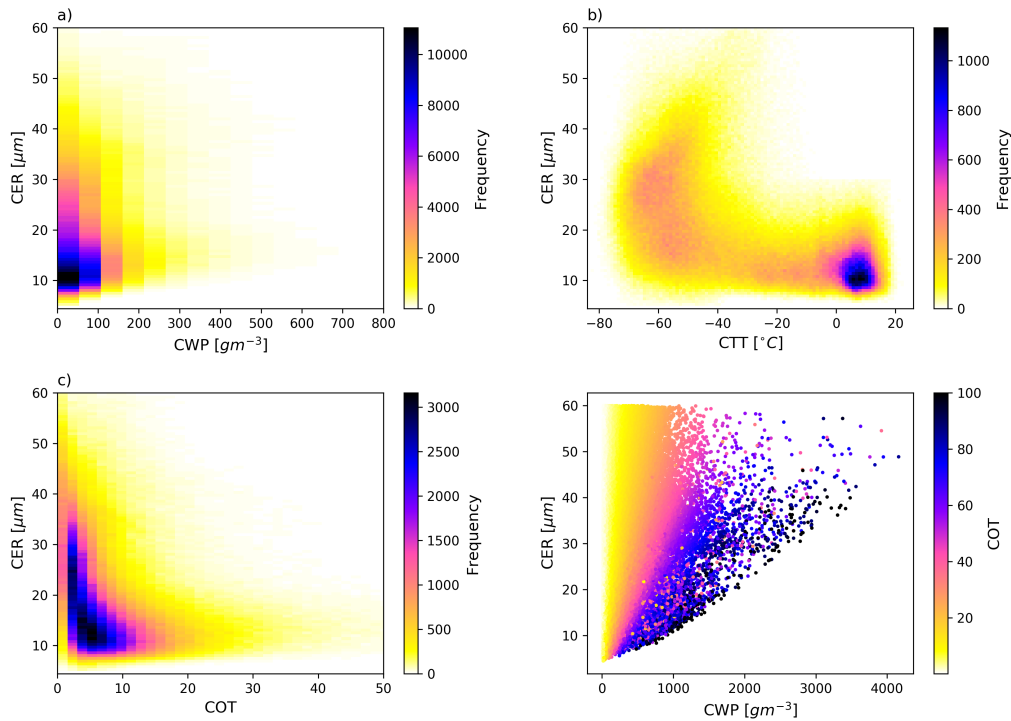 a)
60
50
40
30
20
10
CER [μm]
0 100 200 300 400 500 600 700 800
CWP [gm⁻³]
10000
8000
6000
4000
2000
0
Frequency
60
50
40
30
20
10
CER [μm]
b)
−80 −60 −40 −20 0 20
CTT [°C]
1000
800
600
400
200
0
Frequency
c)
60
50
40
30
20
10
CER [μm]
0 10 20 30 40 50
COT
3000
2500
2000
1500
1000
500
0
Frequency
60
50
40
30
20
10
CER [μm]
0 1000 2000 3000 4000
CWP [gm⁻³]
100
80
60
40
20
COT